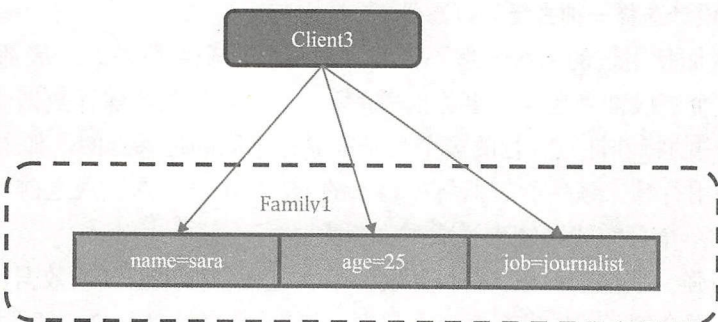 Client3
Family1
name=sara
age=25
job=journalist